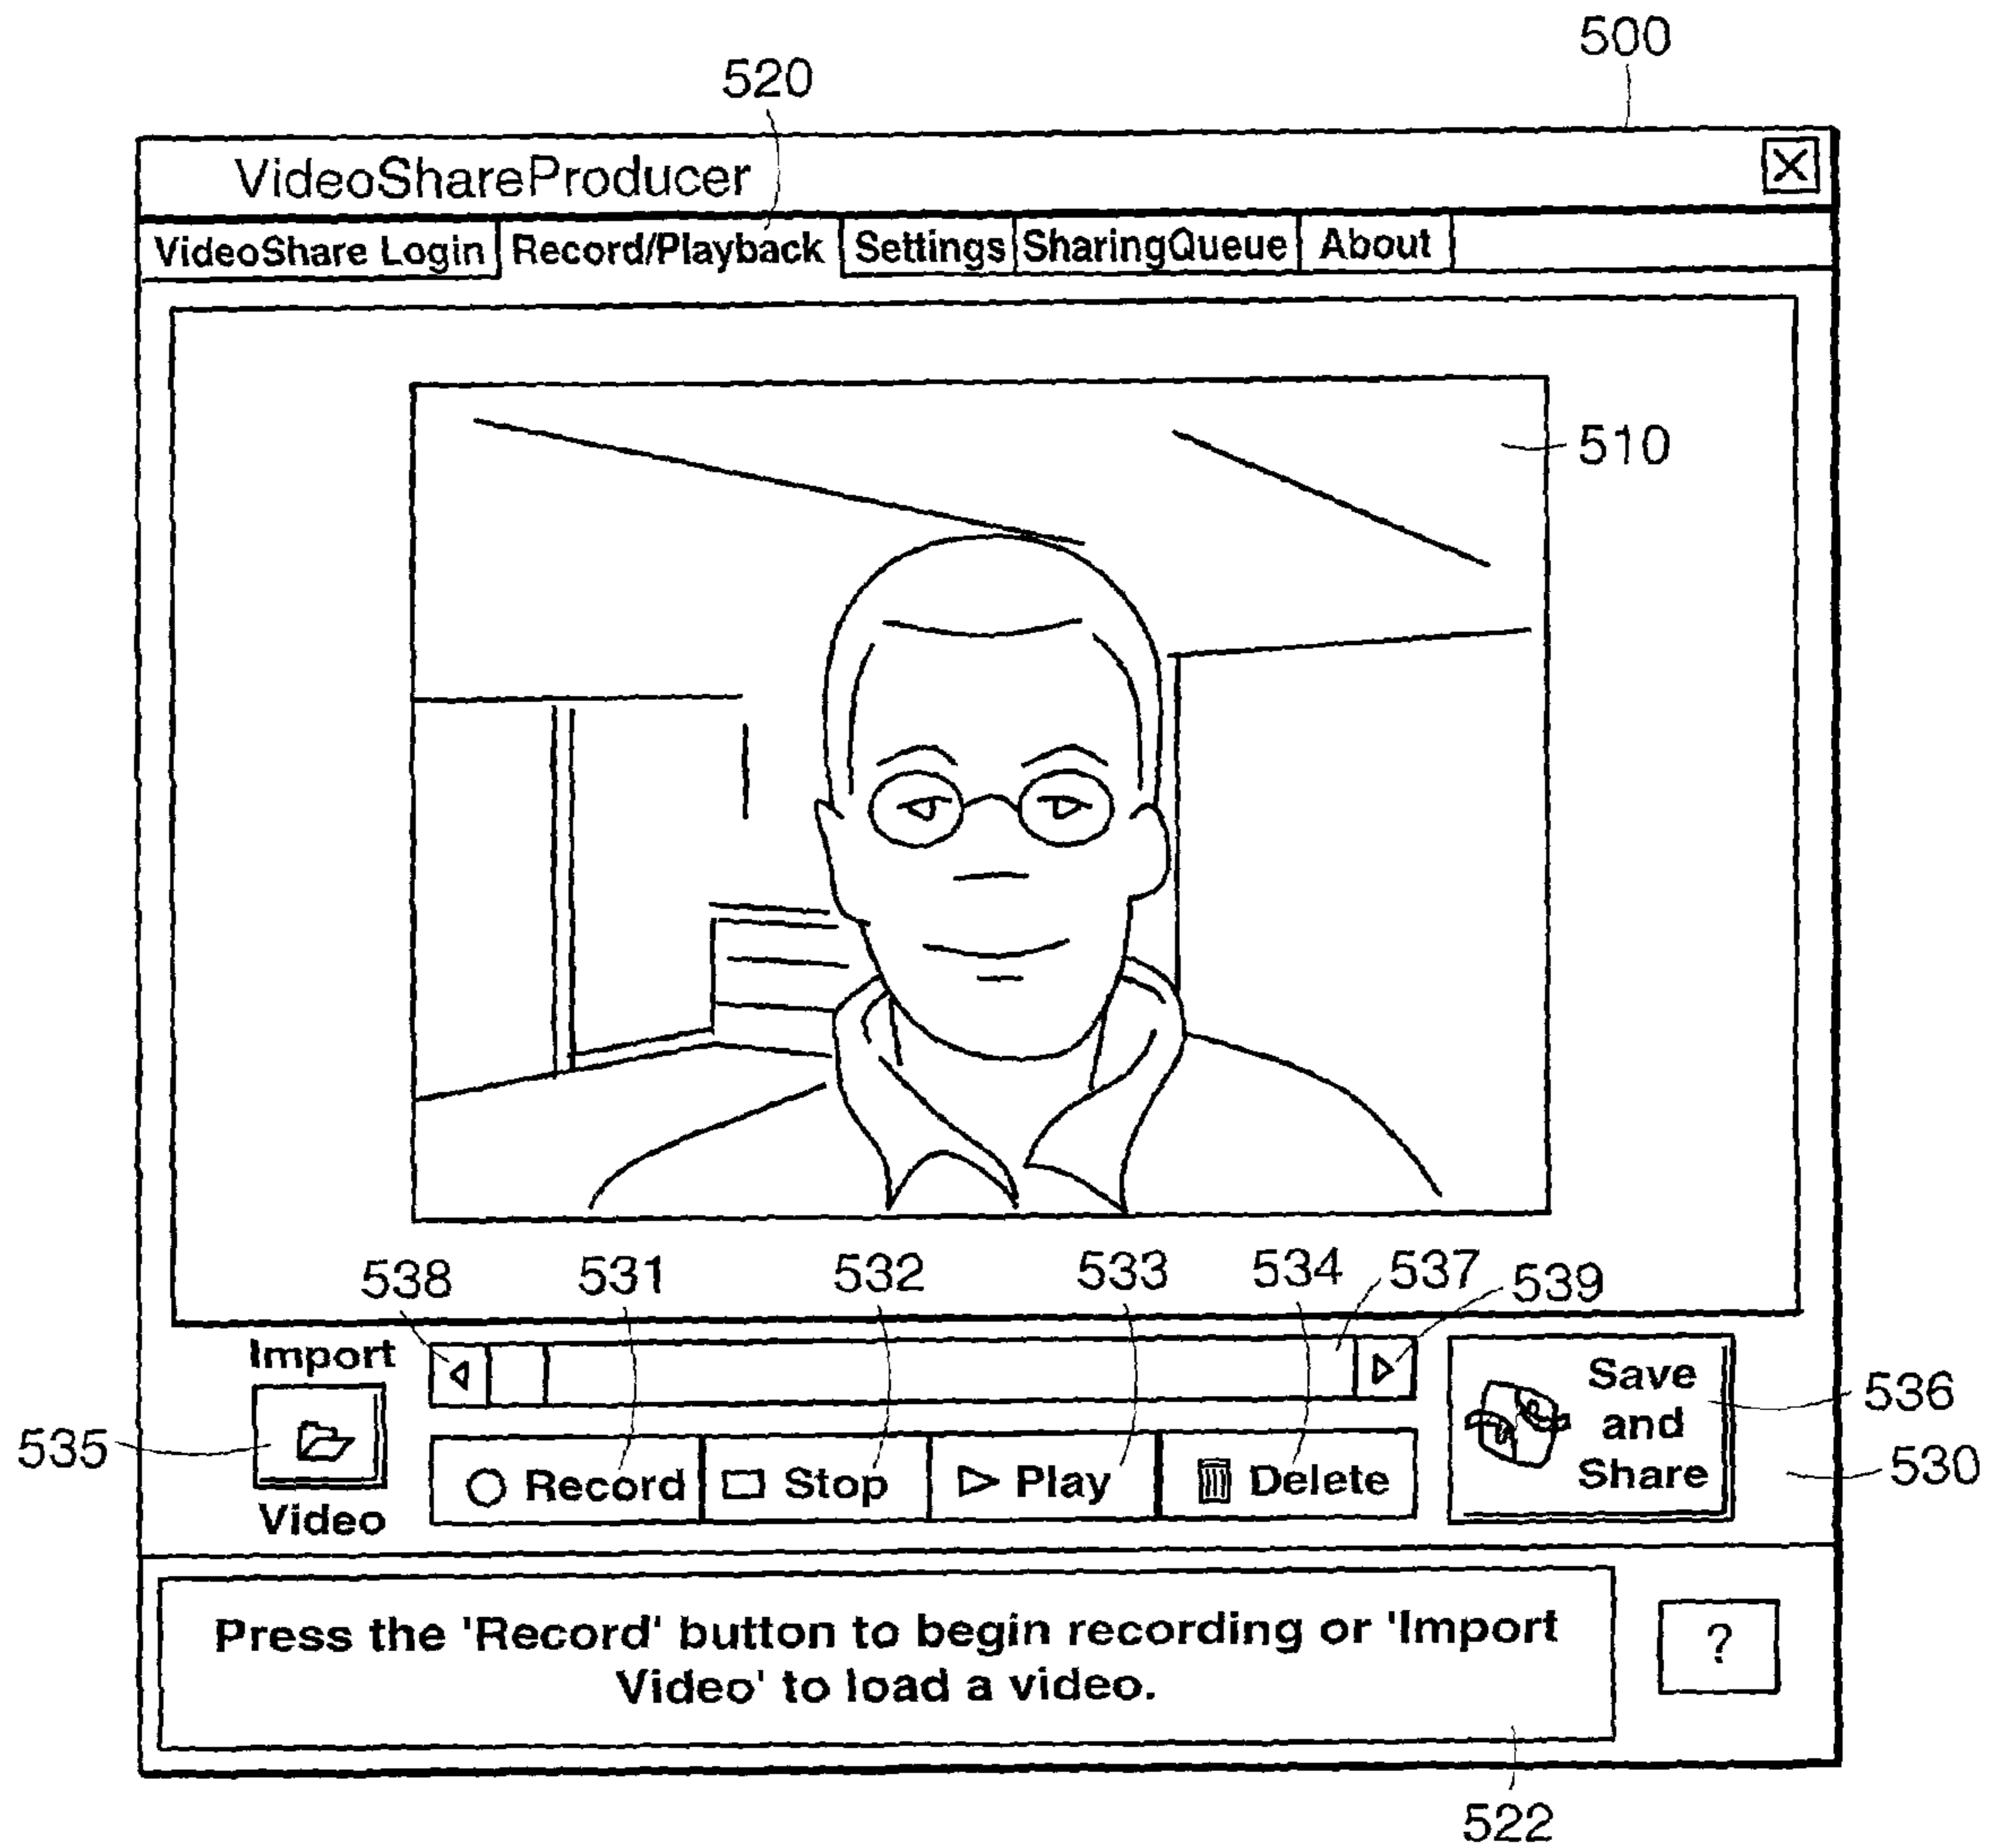 500
520
VideoShareProducer
VideoShare Login Record/Playback Settings SharingQueue About
510
538 531 532 533 534 537 539
Import
Save
and
Share
536
535
530
Record Stop Play Delete
Video
Press the 'Record' button to begin recording or 'Import
Video' to load a video.
?
522